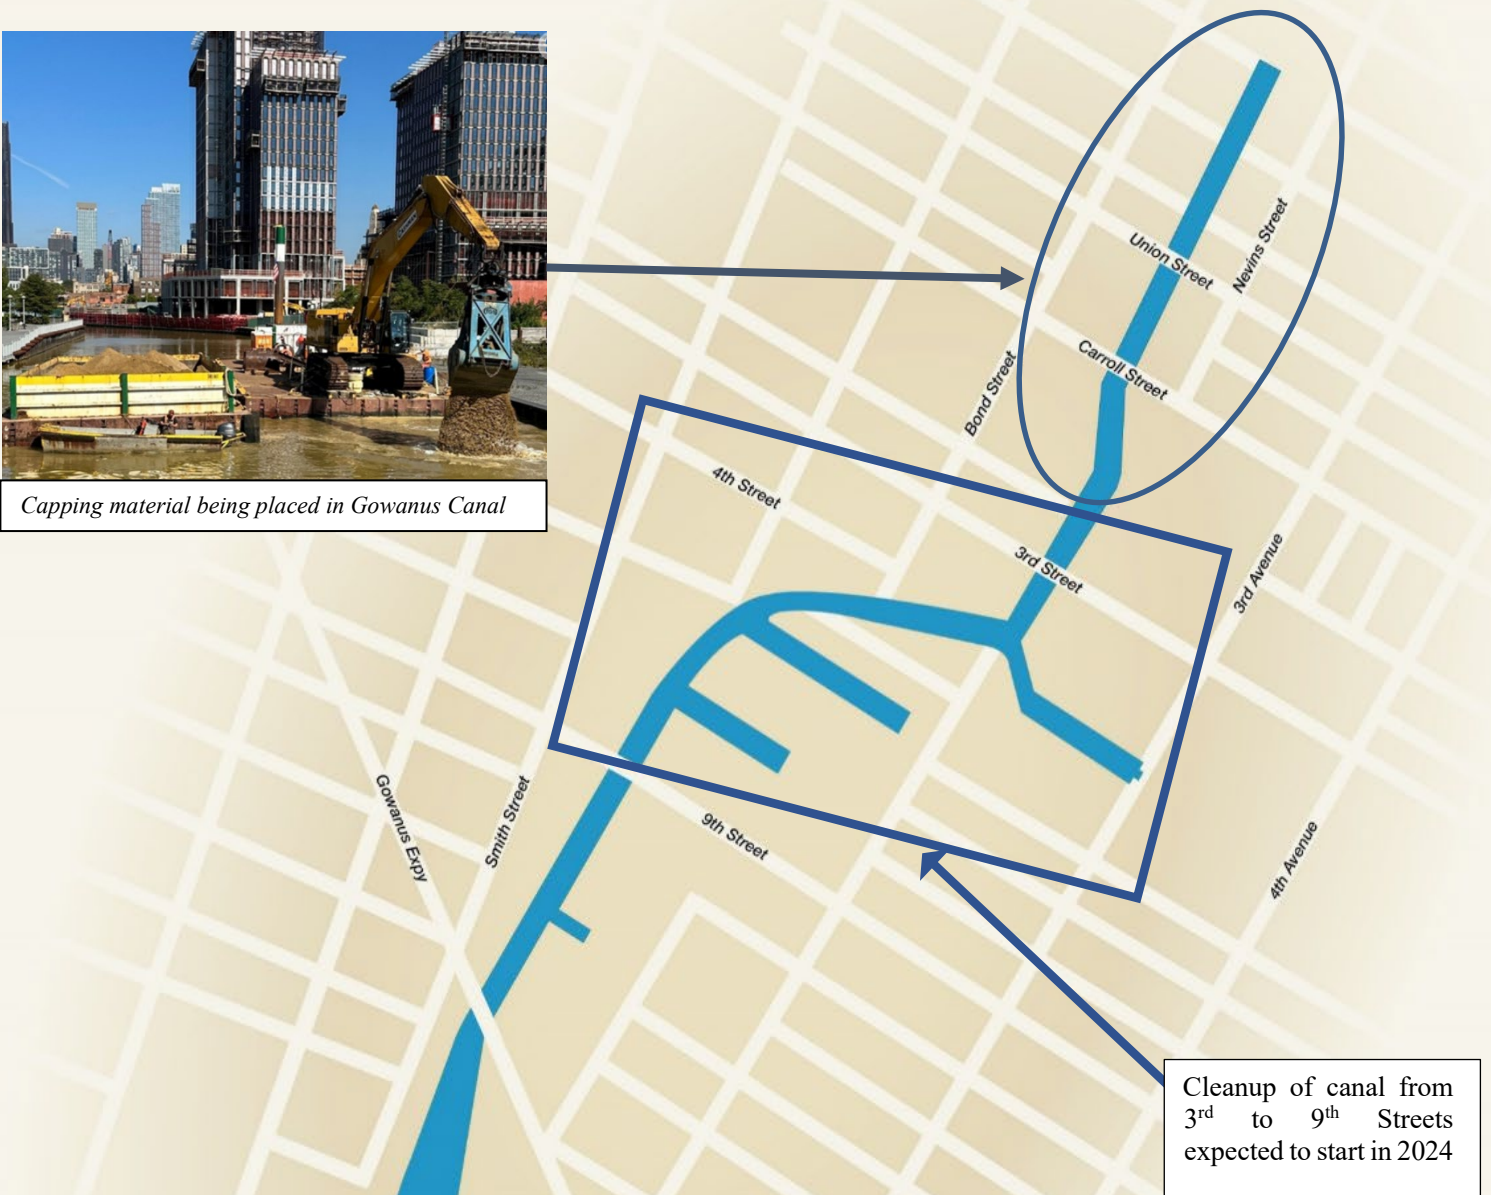 Union Street
Nevins Street
Carroll Street
Bond Street
Capping material being placed in Gowanus Canal
4th Street
3rd Street
3rd Avenue
Gowanus Expy
Smith Street
9th Street
4th Avenue
Cleanup of canal from
3rd to 9th Streets
expected to start in 2024